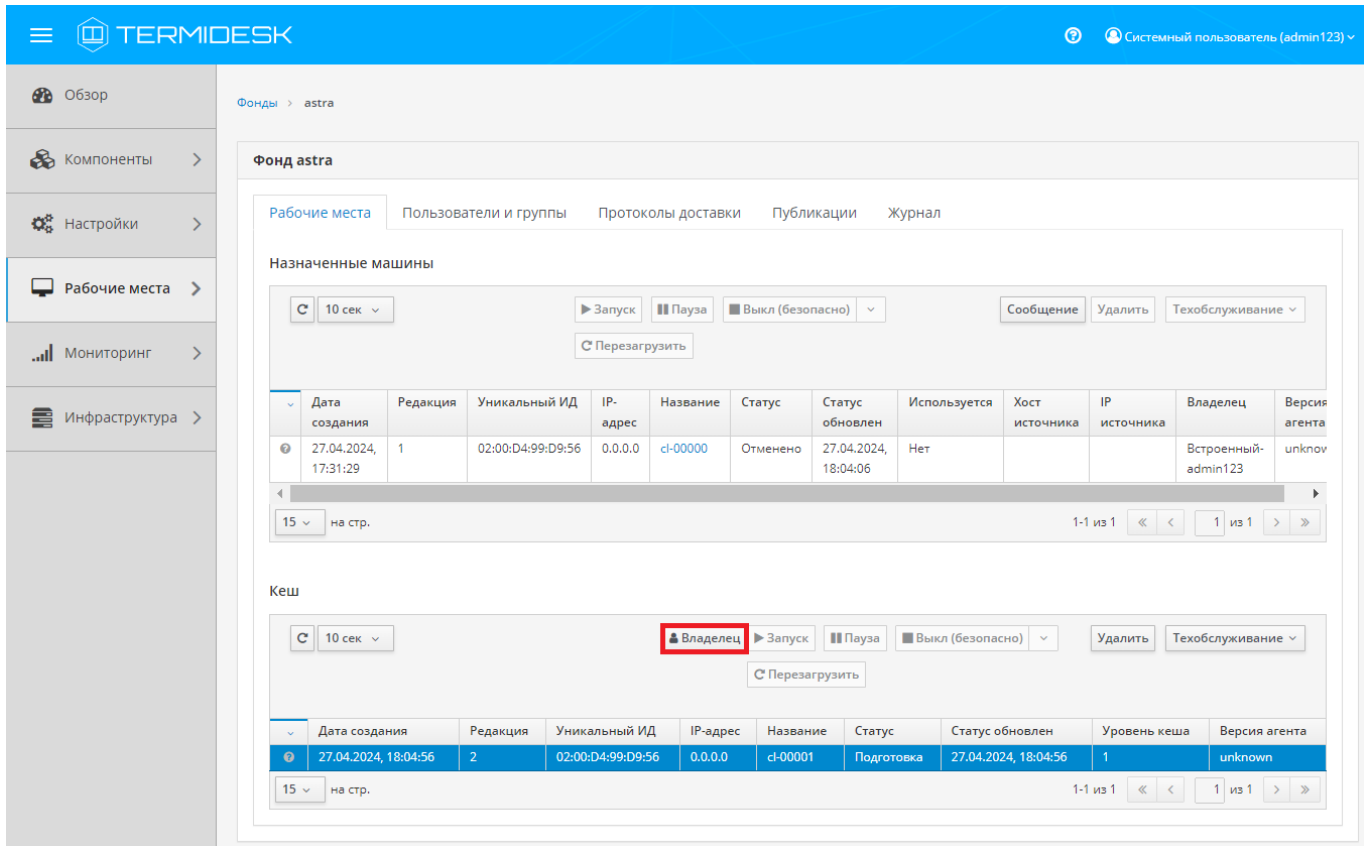 TERMIDESK
Системный пользователь (admin123)
Обзор
Компоненты
Настройки
Рабочие места
Мониторинг
Инфраструктура
Фонды > astra
Фонд astra
Рабочие места Пользователи и группы Протоколы доставки Публикации Журнал
Назначенные машины
10 сек Запуск Пауза Выкл (безопасно) Сообщение Удалить Техобслуживание
Перезагрузить
Дата создания Редакция Уникальный ИД IP-адрес Название Статус Статус обновлен Используется Хост источника IP источника Владелец Версия агента
27.04.2024, 17:31:29 1 02:00:D4:99:D9:56 0.0.0.0 cl-00000 Отменено 27.04.2024, 18:04:06 Нет Встроенный-admin123 unknow
15 на стр. 1-1 из 1 « < 1 из 1 > »
Кеш
10 сек Владелец Запуск Пауза Выкл (безопасно) Удалить Техобслуживание
Перезагрузить
Дата создания Редакция Уникальный ИД IP-адрес Название Статус Статус обновлен Уровень кеша Версия агента
27.04.2024, 18:04:56 2 02:00:D4:99:D9:56 0.0.0.0 cl-00001 Подготовка 27.04.2024, 18:04:56 1 unknown
15 на стр. 1-1 из 1 « < 1 из 1 > »